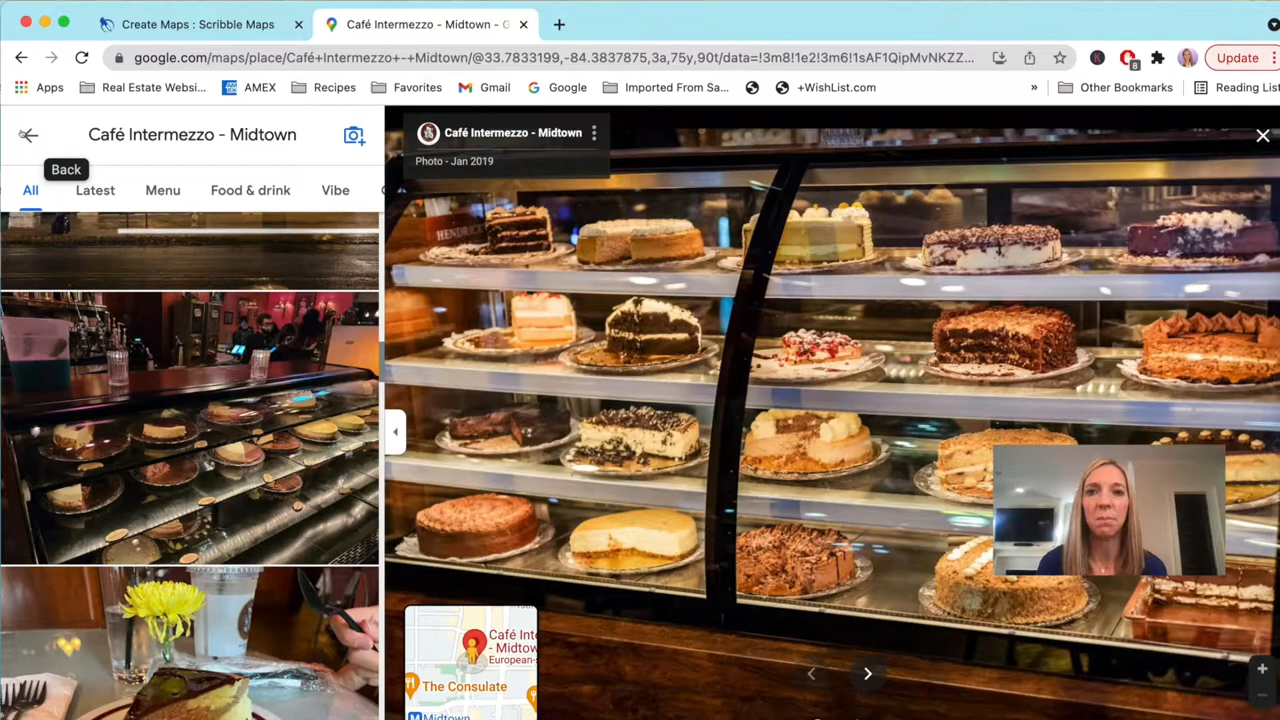 Create Maps : Scribble Maps
Café Intermezzo - Midtown - G
google.com/maps/place/Café+Intermezzo+-+Midtown/@33.7833199,-84.3837875,3a,75y,90t/data=!3m8!1e2!3m6!1sAF1QipMvNKZZ...
8
Update
Apps
Real Estate Websi...
AMEX
Recipes
Favorites
Gmail
Google
Imported From Sa...
+WishList.com
»
Other Bookmarks
Reading List
Café Intermezzo - Midtown
Back
All
Latest
Menu
Food & drink
Vibe
Café Intermezzo - Midtown
Photo - Jan 2019
HENDRICK
Café Inte
- Midtow
European-s
The Consulate
M Midtown